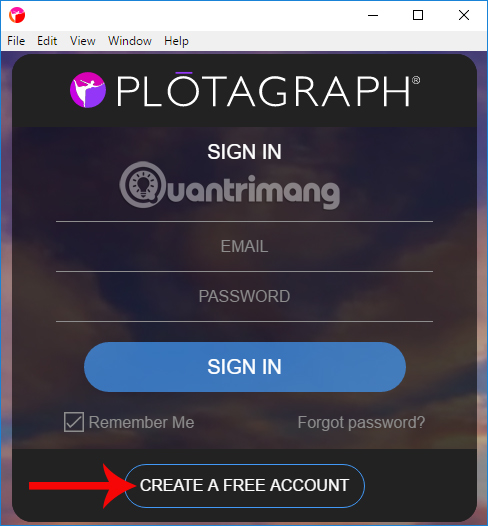 File Edit View Window Help
PLŌTAGRAPH®
SIGN IN
Quantrimang
EMAIL
PASSWORD
SIGN IN
Remember Me Forgot password?
CREATE A FREE ACCOUNT